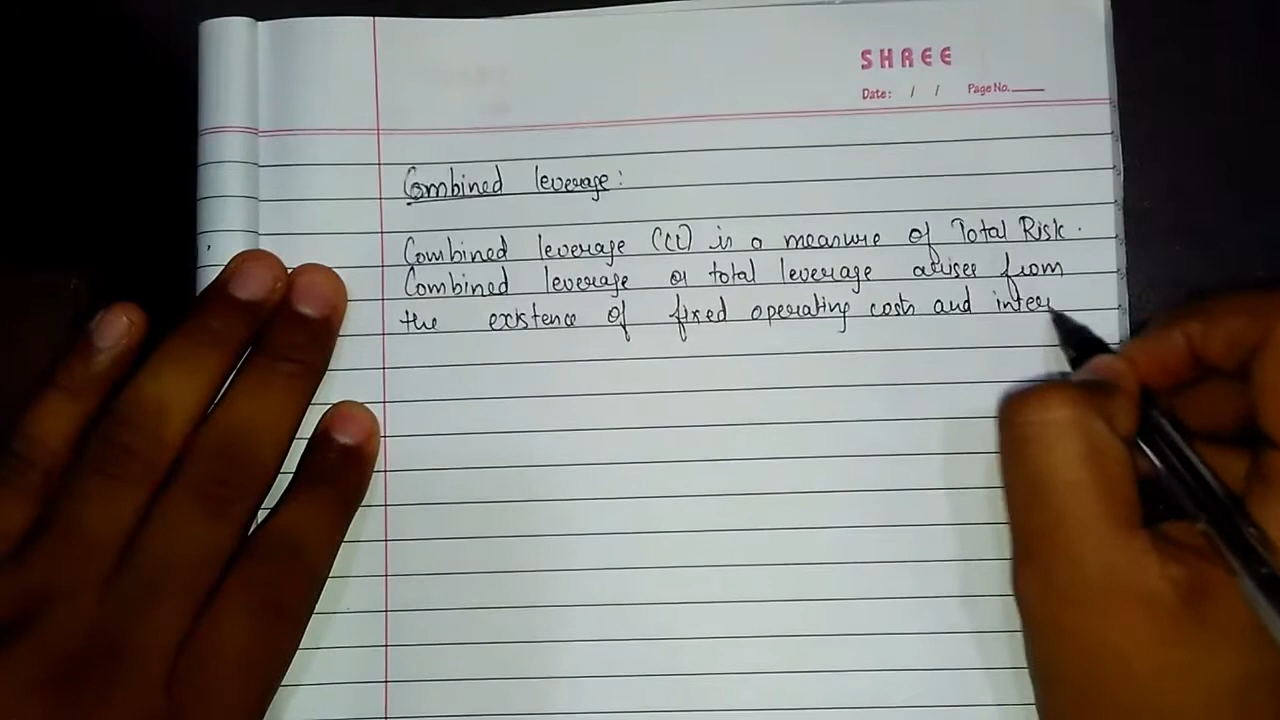 SHREE
Date: / / Page No.
Combined leverage:
Combined leverage (CL) is a measure of Total Risk.
Combined leverage or total leverage arises from
the existence of fixed operating costs and inter